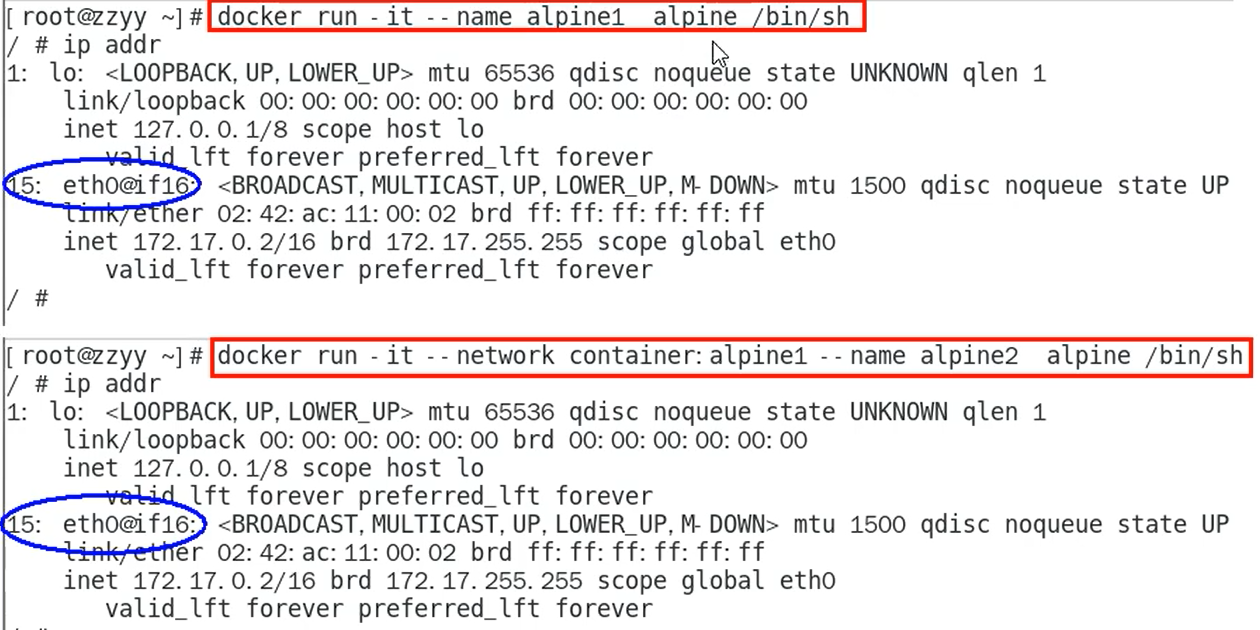 [root@zzyy ~]# docker run -it --name alpine1  alpine /bin/sh
/ # ip addr
1: lo: <LOOPBACK,UP,LOWER_UP> mtu 65536 qdisc noqueue state UNKNOWN qlen 1
    link/loopback 00:00:00:00:00:00 brd 00:00:00:00:00:00
    inet 127.0.0.1/8 scope host lo
       valid_lft forever preferred_lft forever
15: eth0@if16: <BROADCAST,MULTICAST,UP,LOWER_UP,M-DOWN> mtu 1500 qdisc noqueue state UP
    link/ether 02:42:ac:11:00:02 brd ff:ff:ff:ff:ff:ff
    inet 172.17.0.2/16 brd 172.17.255.255 scope global eth0
       valid_lft forever preferred_lft forever
/ #
[root@zzyy ~]# docker run -it --network container:alpine1 --name alpine2  alpine /bin/sh
/ # ip addr
1: lo: <LOOPBACK,UP,LOWER_UP> mtu 65536 qdisc noqueue state UNKNOWN qlen 1
    link/loopback 00:00:00:00:00:00 brd 00:00:00:00:00:00
    inet 127.0.0.1/8 scope host lo
       valid_lft forever preferred_lft forever
15: eth0@if16: <BROADCAST,MULTICAST,UP,LOWER_UP,M-DOWN> mtu 1500 qdisc noqueue state UP
    link/ether 02:42:ac:11:00:02 brd ff:ff:ff:ff:ff:ff
    inet 172.17.0.2/16 brd 172.17.255.255 scope global eth0
       valid_lft forever preferred_lft forever